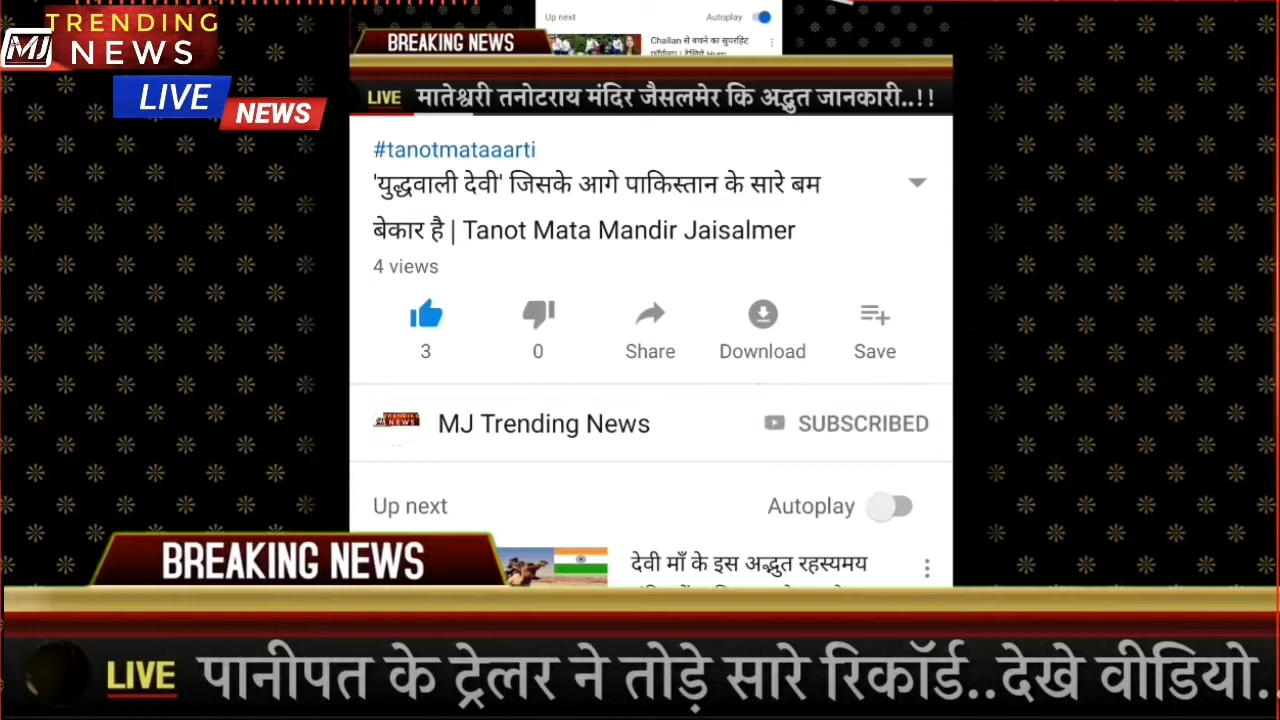 TRENDING
MJ NEWS
LIVE
NEWS
Up next Autoplay
Challan से बचने का सुपरहिट
BREAKING NEWS
LIVE मातेश्वरी तनोटराय मंदिर जैसलमेर कि अद्भुत जानकारी..!!
#tanotmataaarti
'युद्धवाली देवी' जिसके आगे पाकिस्तान के सारे बम
बेकार है | Tanot Mata Mandir Jaisalmer
4 views
3 0 Share Download Save
MJ Trending News SUBSCRIBED
Up next Autoplay
देवी माँ के इस अद्भुत रहस्यमय
BREAKING NEWS
LIVE पानीपत के ट्रेलर ने तोड़े सारे रिकॉर्ड..देखे वीडियो..